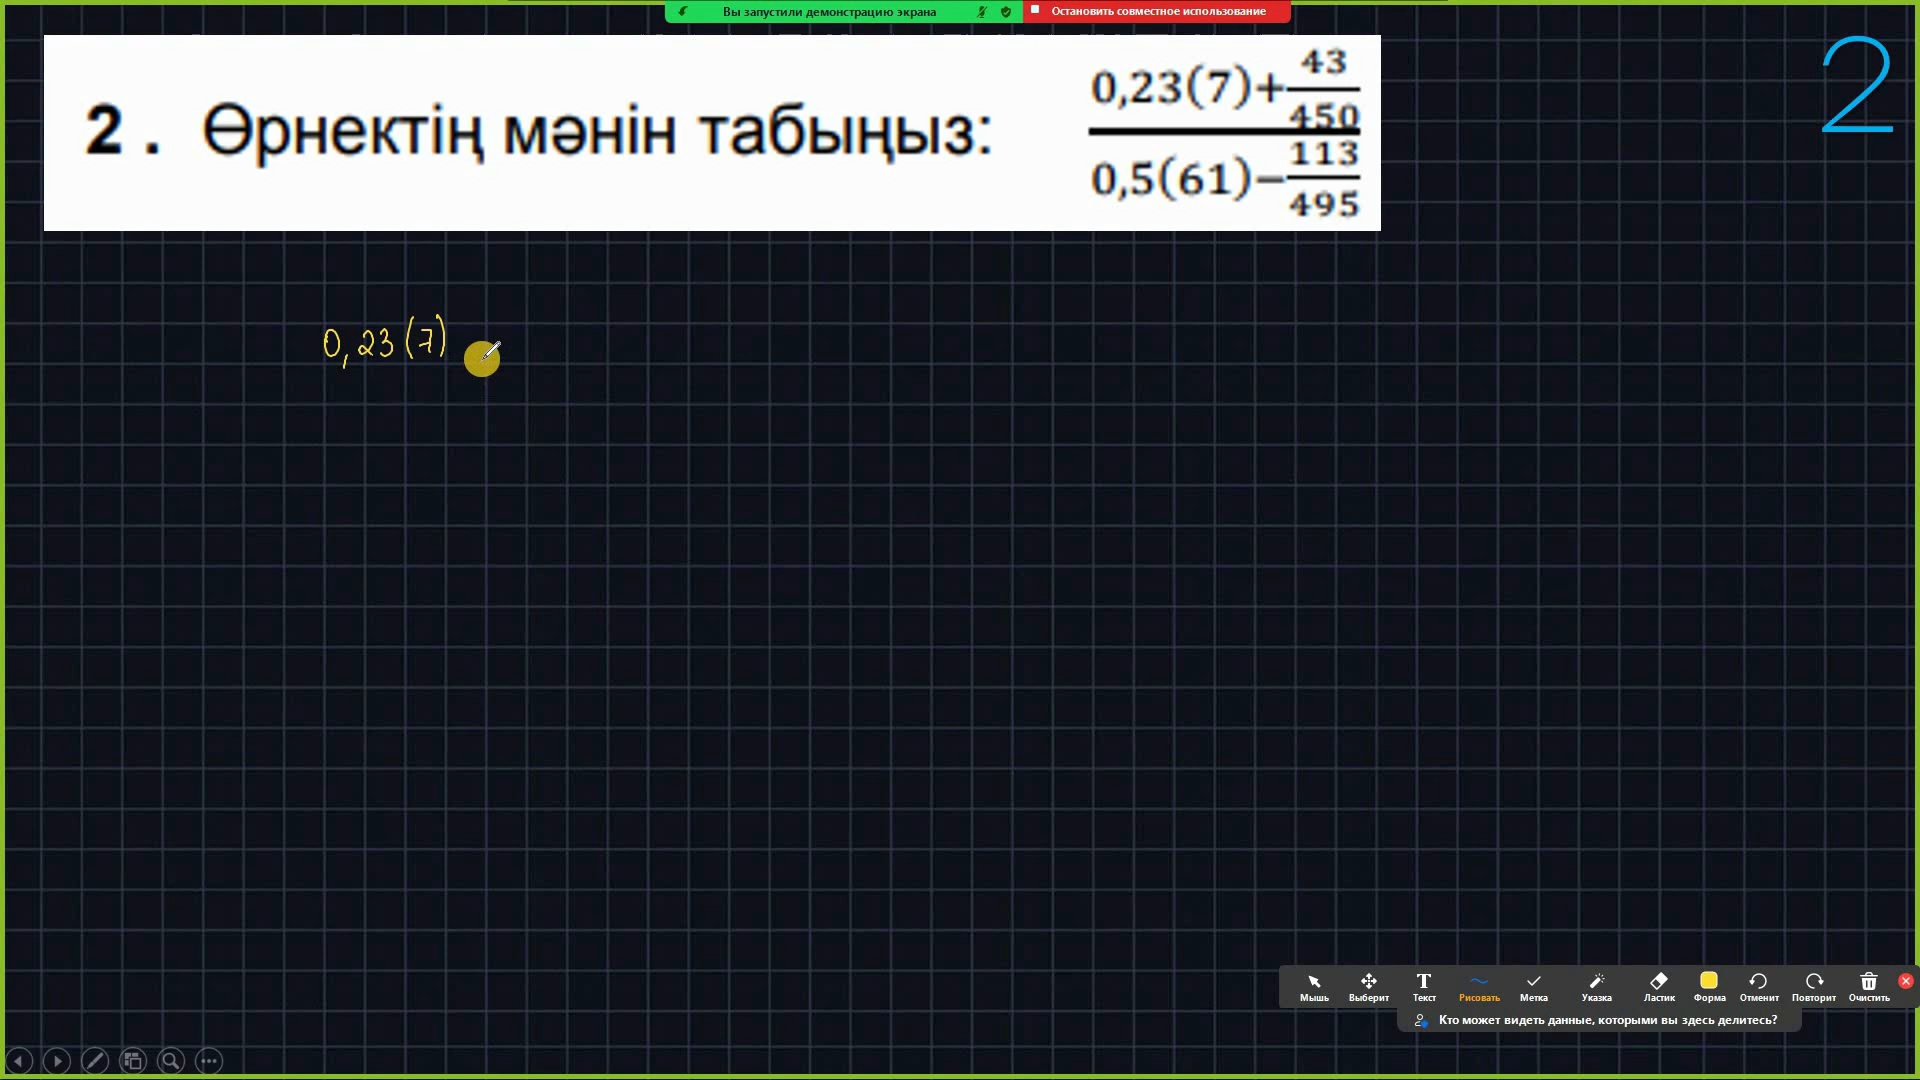 Вы запустили демонстрацию экрана Остановить совместное использование
2 . Өрнектің мәнін табыңыз:
0,23(7)+43/450
0,5(61)−113/495
2
0,23(7)
Мышь Выберит Текст Рисовать Метка Указка Ластик Форма Отменит Повторит Очистить
Кто может видеть данные, которыми вы здесь делитесь?